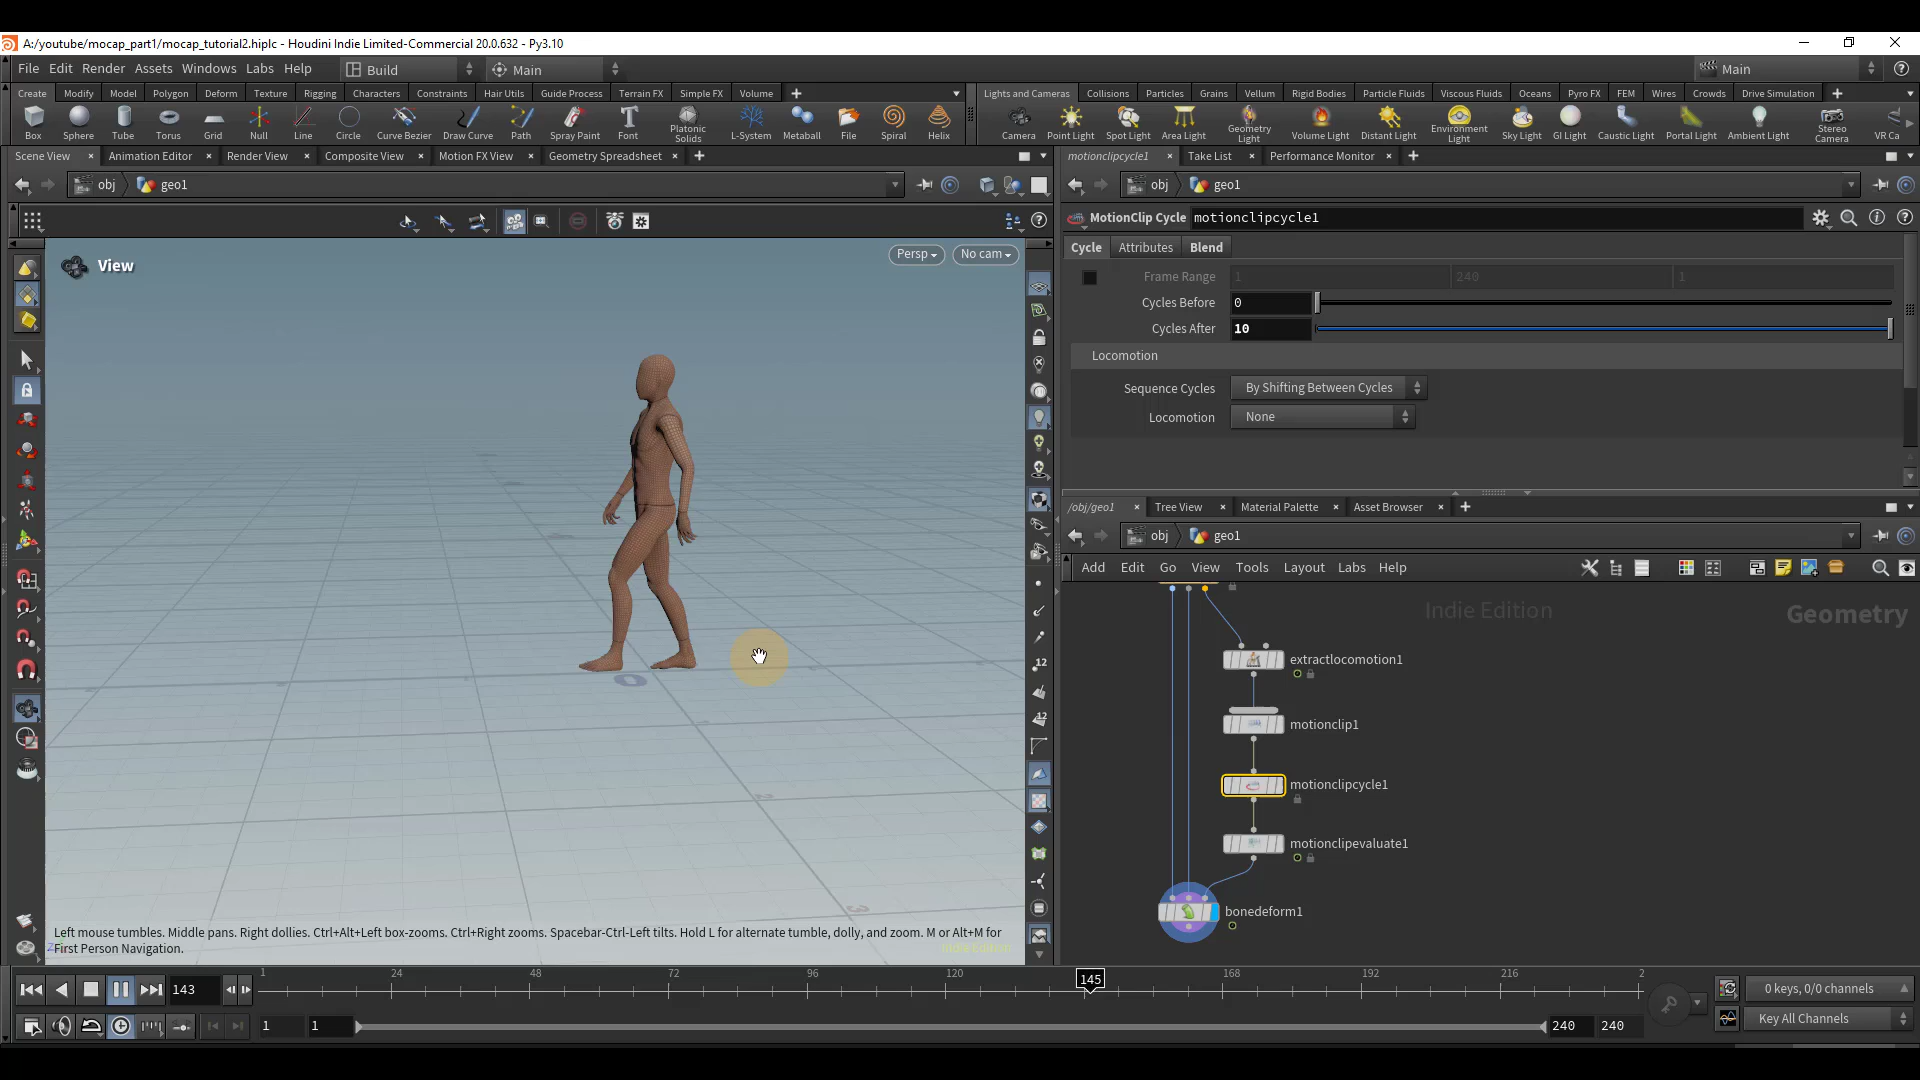 A:/youtube/mocap_part1/mocap_tutorial2.hiplc - Houdini Indie Limited-Commercial 20.0.632 - Py3.10
File Edit Render Assets Windows Labs Help Build Main Main
Create Modify Model Polygon Deform Texture Rigging Characters Constraints Hair Utils Guide Process Terrain FX Simple FX Volume
Lights and Cameras Collisions Particles Grains Vellum Rigid Bodies Particle Fluids Viscous Fluids Oceans Pyro FX FEM Wires Crowds Drive Simulation
Box Sphere Tube Torus Grid Null Line Circle Curve Bezier Draw Curve Path Spray Paint Font Platonic Solids L-System Metaball File Spiral Helix
Camera Point Light Spot Light Area Light Geometry Light Volume Light Distant Light Environment Light Sky Light GI Light Caustic Light Portal Light Ambient Light Stereo Camera VR Ca
Scene View Animation Editor Render View Composite View Motion FX View Geometry Spreadsheet
motionclipcycle1 Take List Performance Monitor
obj geo1
obj geo1
MotionClip Cycle motionclipcycle1
View
Persp No cam
Cycle Attributes Blend
Frame Range 1 240 1
Cycles Before 0
Cycles After 10
Locomotion
Sequence Cycles By Shifting Between Cycles
Locomotion None
/obj/geo1 Tree View Material Palette Asset Browser
obj geo1
Add Edit Go View Tools Layout Labs Help
Indie Edition
Geometry
extractlocomotion1
motionclip1
motionclipcycle1
motionclipevaluate1
bonedeform1
12
12
0
Left mouse tumbles. Middle pans. Right dollies. Ctrl+Alt+Left box-zooms. Ctrl+Right zooms. Spacebar-Ctrl-Left tilts. Hold L for alternate tumble, dolly, and zoom. M or Alt+M for
First Person Navigation.
Indie Edition
143
1 24 48 72 96 120 145 168 192 216 2
0 keys, 0/0 channels
1 1 240 240
Key All Channels